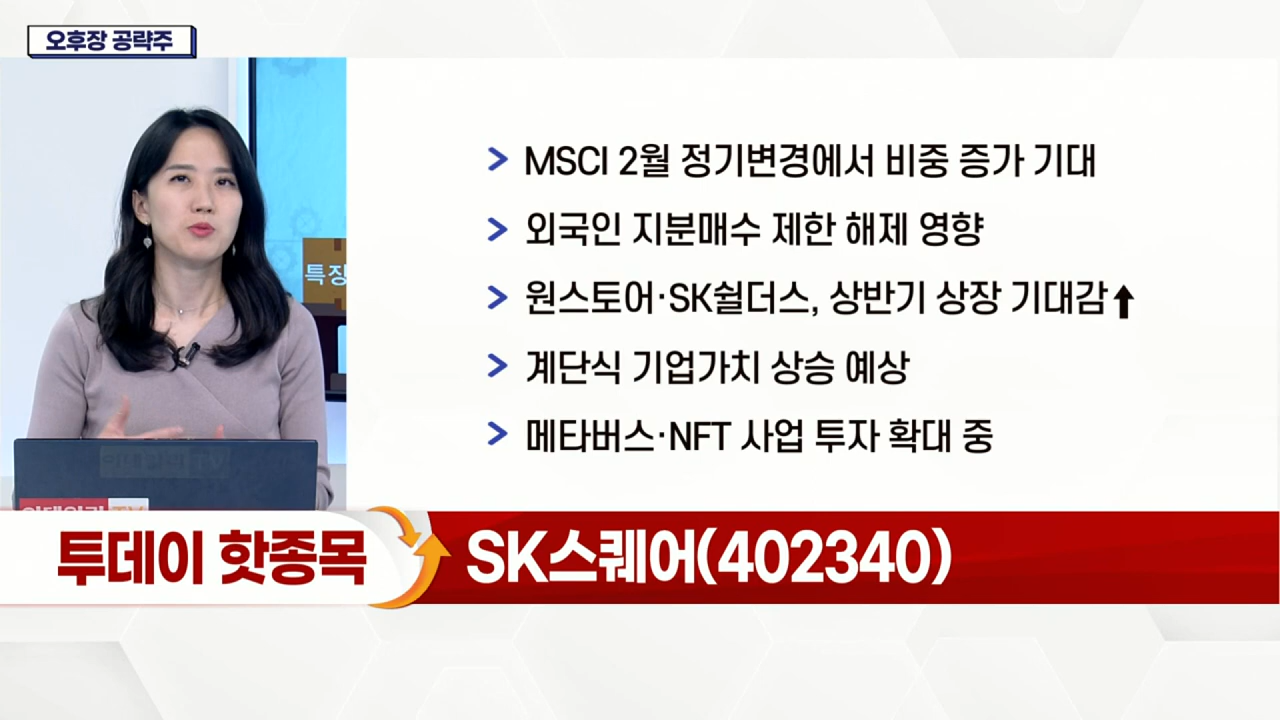 오후장 공략주
MSCI 2월 정기변경에서 비중 증가 기대
외국인 지분매수 제한 해제 영향
원스토어·SK쉴더스, 상반기 상장 기대감⬆
계단식 기업가치 상승 예상
메타버스·NFT 사업 투자 확대 중
특징
투데이 핫종목
SK스퀘어(402340)